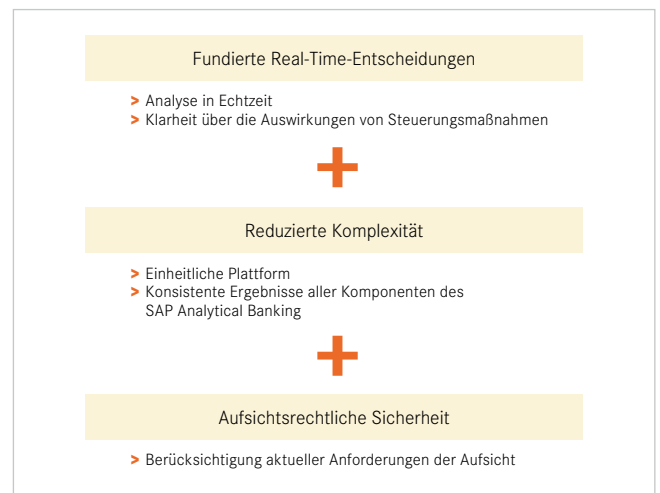 Fundierte Real-Time-Entscheidungen
> Analyse in Echtzeit
> Klarheit über die Auswirkungen von Steuerungsmaßnahmen
+
Reduzierte Komplexität
> Einheitliche Plattform
> Konsistente Ergebnisse aller Komponenten des
SAP Analytical Banking
+
Aufsichtsrechtliche Sicherheit
> Berücksichtigung aktueller Anforderungen der Aufsicht